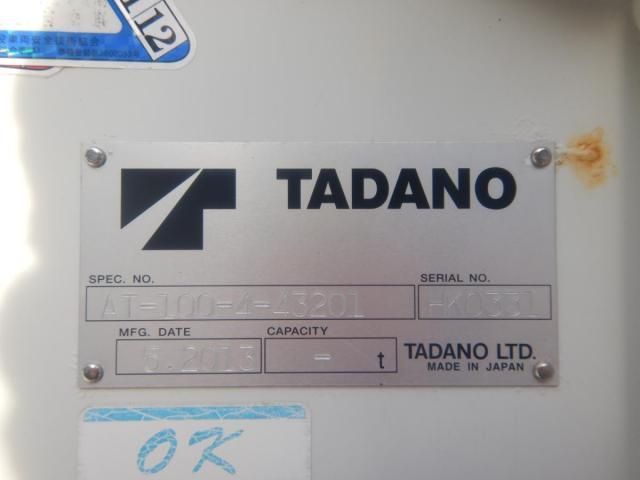 12
TADANO
SPEC. NO.
AT-100-4-43201
SERIAL NO.
HK0331
MFG. DATE
5.2013
CAPACITY
- t
TADANO LTD.
MADE IN JAPAN
OK